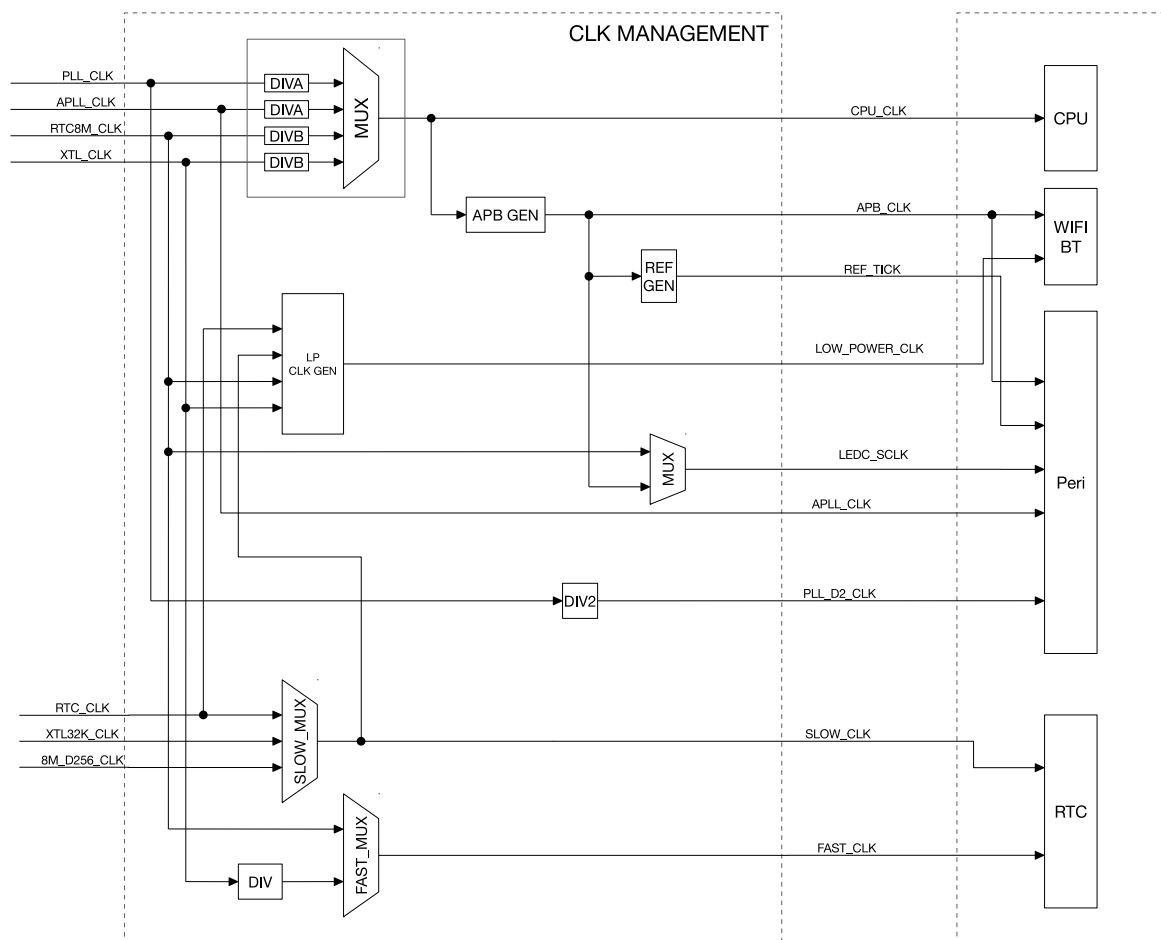 CLK MANAGEMENT
PLL_CLK
APLL_CLK
RTC8M_CLK
XTL_CLK
DIVA
DIVA
DIVB
DIVB
MUX
CPU_CLK
CPU
APB GEN
APB_CLK
WIFI
BT
REF
GEN
REF_TICK
LP
CLK GEN
LOW_POWER_CLK
MUX
LEDC_SCLK
Peri
APLL_CLK
DIV2
PLL_D2_CLK
RTC_CLK
XTL32K_CLK
8M_D256_CLK
SLOW_MUX
SLOW_CLK
RTC
FAST_MUX
FAST_CLK
DIV